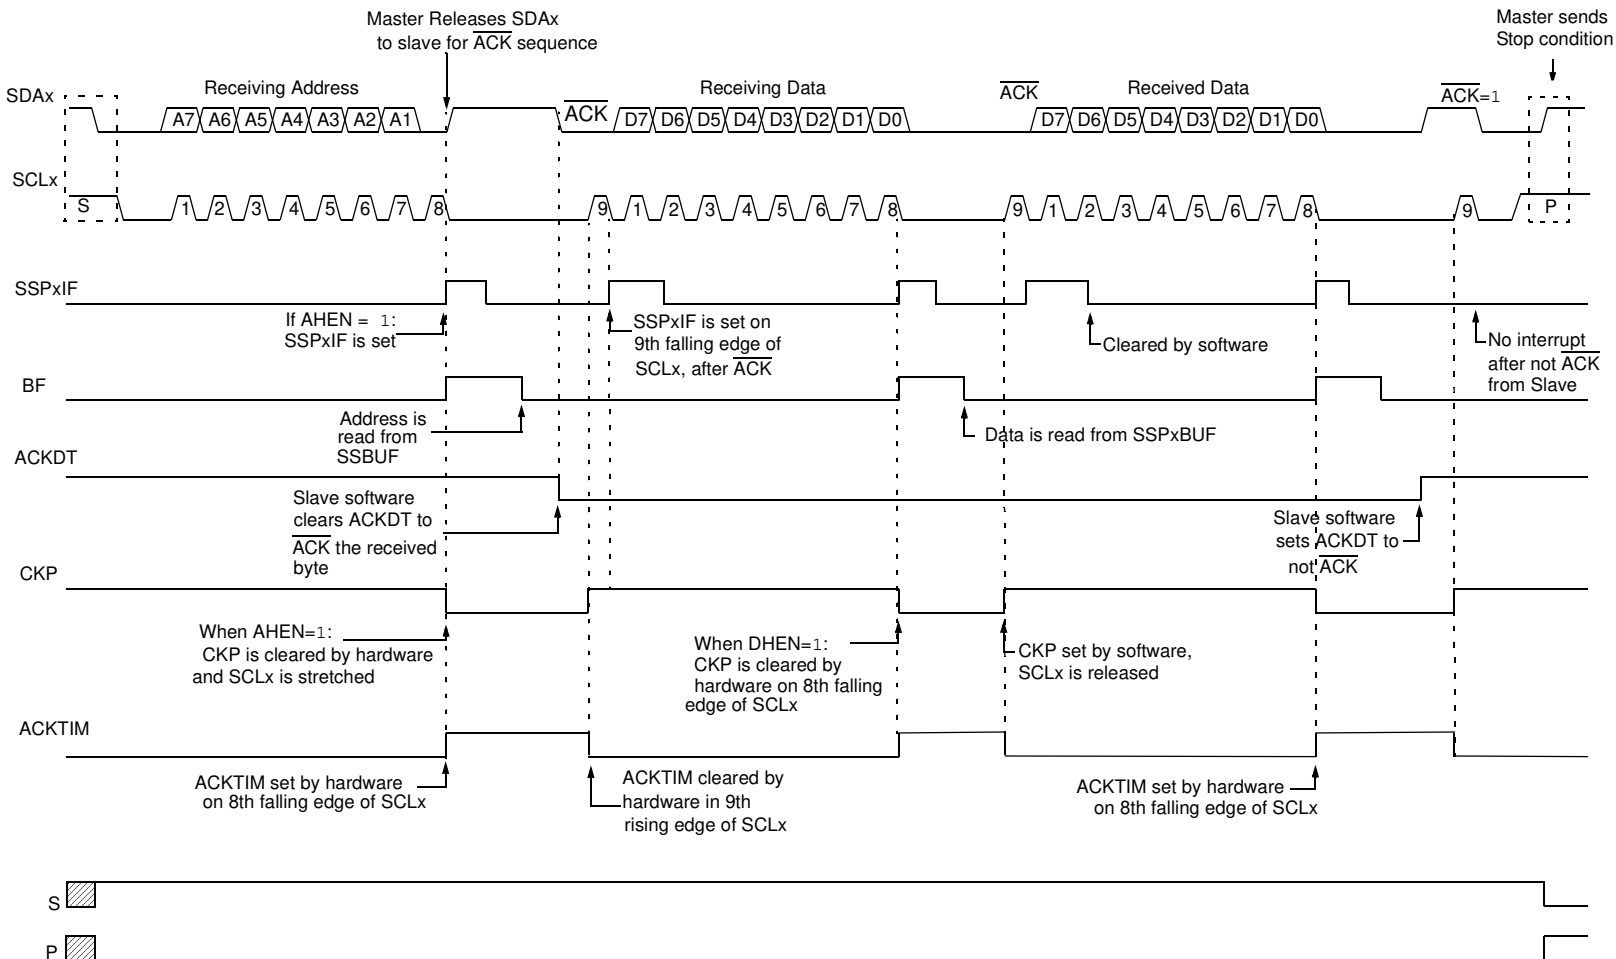 Master Releases SDAx
to slave for ACK sequence
Master sends
Stop condition
SDAx
Receiving Address
A7 A6 A5 A4 A3 A2 A1
ACK
Receiving Data
D7 D6 D5 D4 D3 D2 D1 D0
ACK
Received Data
D7 D6 D5 D4 D3 D2 D1 D0
ACK=1
SCLx
S
1 2 3 4 5 6 7 8
9 1 2 3 4 5 6 7 8
9 1 2 3 4 5 6 7 8
9
P
SSPxIF
If AHEN = 1:
SSPxIF is set
SSPxIF is set on
9th falling edge of
SCLx, after ACK
Cleared by software
No interrupt
after not ACK
from Slave
BF
Address is
read from
SSBUF
Data is read from SSPxBUF
ACKDT
Slave software
clears ACKDT to
ACK the received
byte
Slave software
sets ACKDT to
not ACK
CKP
When AHEN=1:
CKP is cleared by hardware
and SCLx is stretched
When DHEN=1:
CKP is cleared by
hardware on 8th falling
edge of SCLx
CKP set by software,
SCLx is released
ACKTIM
ACKTIM set by hardware
on 8th falling edge of SCLx
ACKTIM cleared by
hardware in 9th
rising edge of SCLx
ACKTIM set by hardware
on 8th falling edge of SCLx
S
P